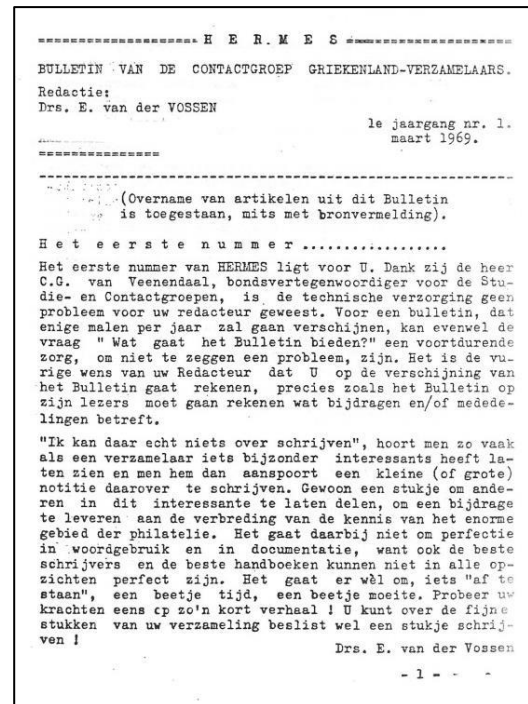 ==================== H E R.M E S ====================
BULLETIN VAN DE CONTACTGROEP GRIEKENLAND-VERZAMELAARS.
Redactie:
Drs. E. van der VOSSEN
1e jaargang nr. 1.
maart 1969.
===============
(Overname van artikelen uit dit Bulletin
is toegestaan, mits met bronvermelding).
H e t  e e r s t e  n u m m e r ..................
Het eerste nummer van HERMES ligt voor U. Dank zij de heer
C.G. van Veenendaal, bondsvertegenwoordiger voor de Stu-
die- en Contactgroepen, is de technische verzorging geen
probleem voor uw redacteur geweest. Voor een bulletin, dat
enige malen per jaar zal gaan verschijnen, kan evenwel de
vraag " Wat gaat het Bulletin bieden?" een voortdurende
zorg, om niet te zeggen een probleem, zijn. Het is de vu-
rige wens van uw Redacteur dat U op de verschijning van
het Bulletin gaat rekenen, precies zoals het Bulletin op
zijn lezers moet gaan rekenen wat bijdragen en/of medede-
lingen betreft.
"Ik kan daar echt niets over schrijven", hoort men zo vaak
als een verzamelaar iets bijzonder interessants heeft la-
ten zien en men hem dan aanspoort een kleine (of grote)
notitie daarover te schrijven. Gewoon een stukje om ande-
ren in dit interessante te laten delen, om een bijdrage
te leveren aan de verbreding van de kennis van het enorme
gebied der philatelie. Het gaat daarbij niet om perfectie
in woordgebruik en in documentatie, want ook de beste
schrijvers en de beste handboeken kunnen niet in alle op-
zichten perfect zijn. Het gaat er wèl om, iets "af te
staan", een beetje tijd, een beetje moeite. Probeer uw
krachten eens op zo'n kort verhaal ! U kunt over de fijne
stukken van uw verzameling beslist wel een stukje schrij-
ven !
Drs. E. van der Vossen
- 1 - - -